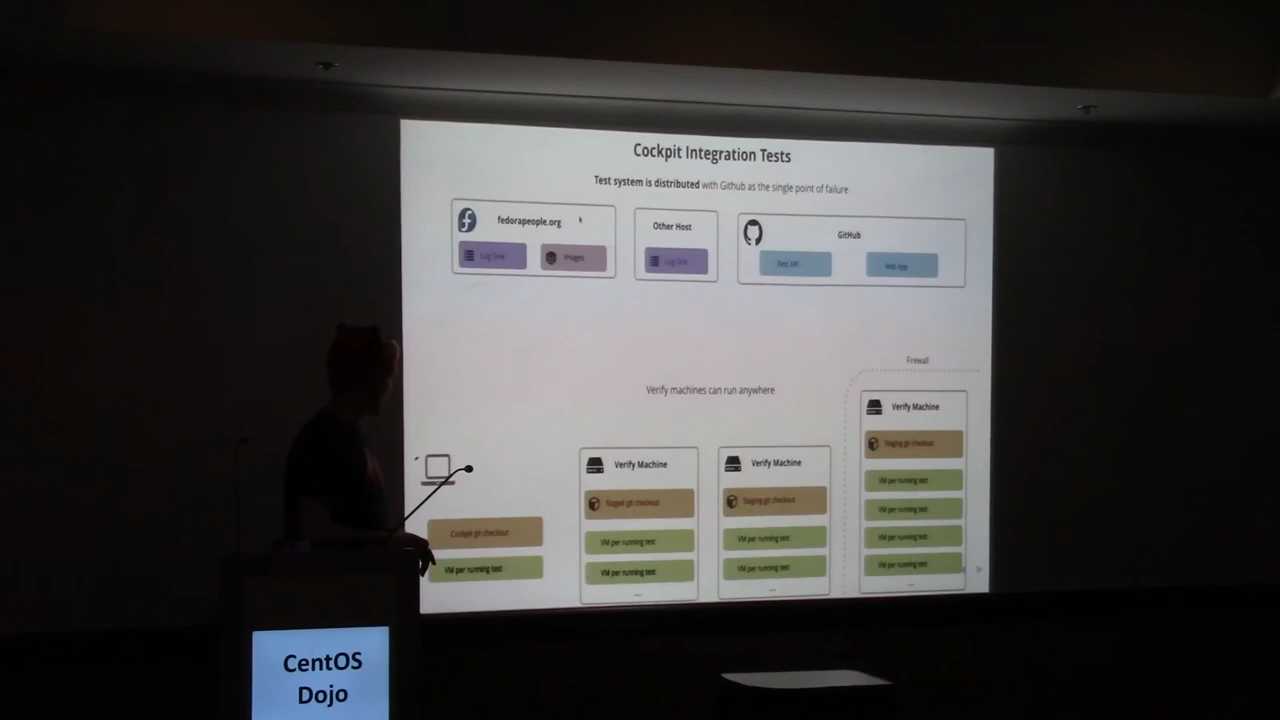 Cockpit Integration Tests
Test system is distributed with Github as the single point of failure
fedorapeople.org
Log Sink
Images
Other Host
Log Sink
GitHub
Rest API
Web App
Firewall
Verify machines can run anywhere
Verify Machine
Staging git checkout
VM per running test
VM per running test
VM per running test
VM per running test
...
Verify Machine
Staged git checkout
VM per running test
VM per running test
...
Verify Machine
Staging git checkout
VM per running test
VM per running test
...
Cockpit git checkout
VM per running test
CentOS
Dojo